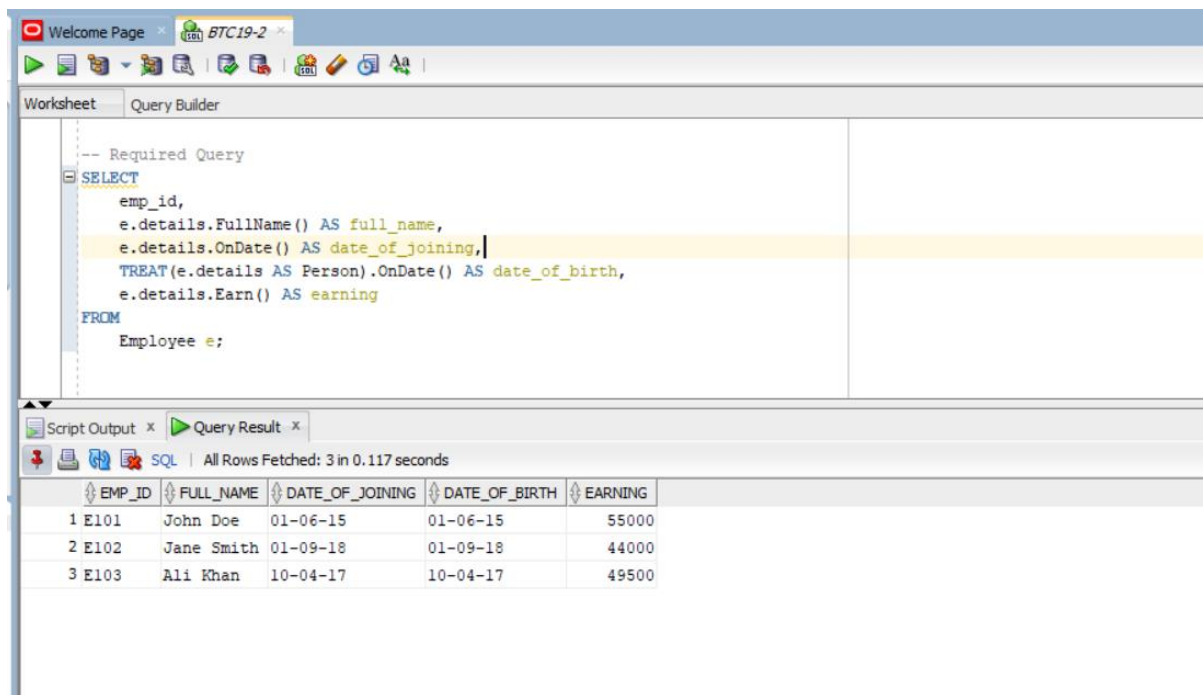 Welcome Page
BTC19-2
Worksheet Query Builder
-- Required Query
SELECT
emp_id,
e.details.FullName() AS full_name,
e.details.OnDate() AS date_of_joining,
TREAT(e.details AS Person).OnDate() AS date_of_birth,
e.details.Earn() AS earning
FROM
Employee e;
Script Output x Query Result x
SQL | All Rows Fetched: 3 in 0.117 seconds
EMP_ID FULL_NAME DATE_OF_JOINING DATE_OF_BIRTH EARNING
1 E101 John Doe 01-06-15 01-06-15 55000
2 E102 Jane Smith 01-09-18 01-09-18 44000
3 E103 Ali Khan 10-04-17 10-04-17 49500